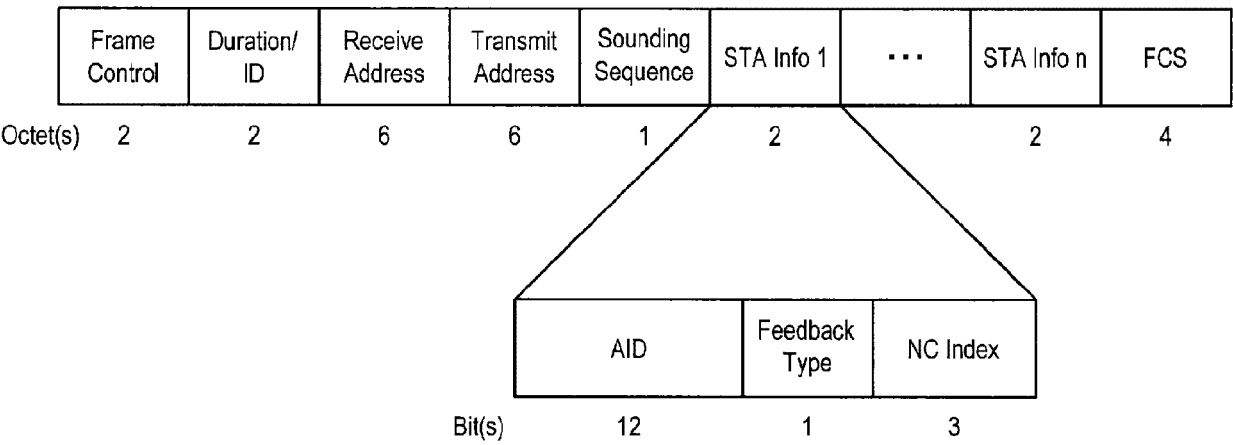 Frame Control
Duration/ ID
Receive Address
Transmit Address
Sounding Sequence
STA Info 1
...
STA Info n
FCS
Octet(s) 2 2 6 6 1 2 2 4
AID
Feedback Type
NC Index
Bit(s) 12 1 3